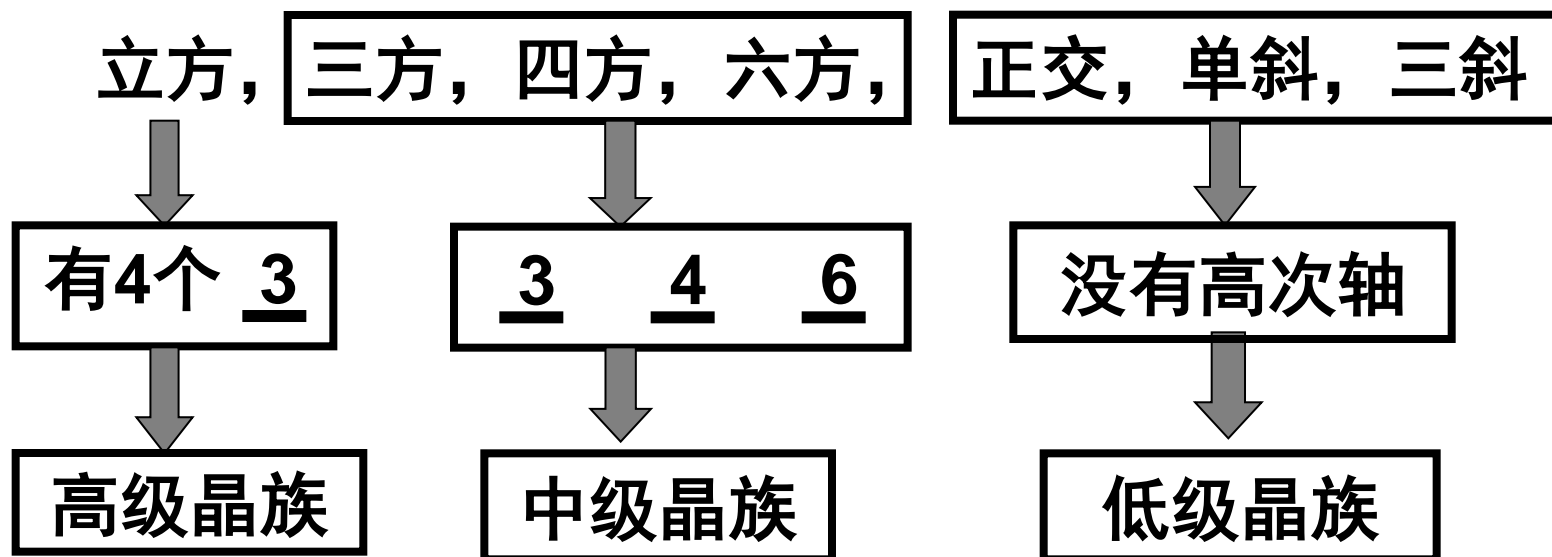 立方，三方，四方，六方，正交，单斜，三斜
有4个 3
3 4 6
没有高次轴
高级晶族
中级晶族
低级晶族